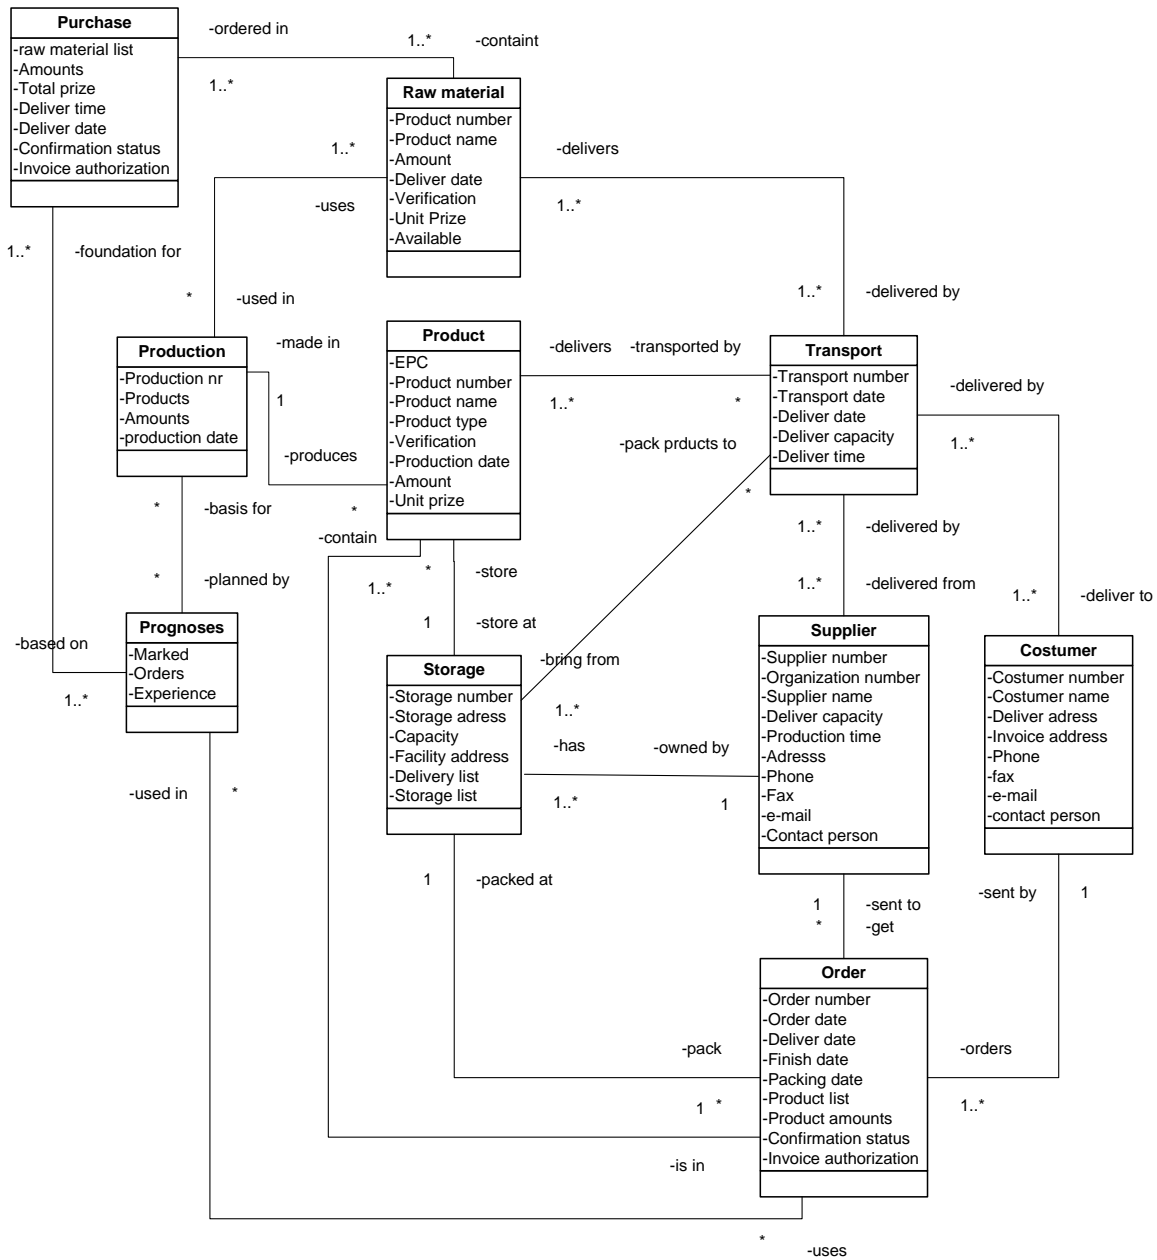 Purchase
-raw material list
-Amounts
-Total prize
-Deliver time
-Deliver date
-Confirmation status
-Invoice authorization
-ordered in
1..*
-containt
1..*
Raw material
-Product number
-Product name
-Amount
-Deliver date
-Verification
-Unit Prize
-Available
1..*
-uses
-delivers
1..*
1..*
-foundation for
*
-used in
1..*
-delivered by
Production
-Production nr
-Products
-Amounts
-production date
-made in
1
-produces
*
Product
-EPC
-Product number
-Product name
-Product type
-Verification
-Production date
-Amount
-Unit prize
-delivers
-transported by
1..*
*
-pack prducts to
*
Transport
-Transport number
-Transport date
-Deliver date
-Deliver capacity
-Deliver time
-delivered by
1..*
*
-basis for
-contain
1..*
*
-store
1..*
-delivered by
*
-planned by
1..*
-delivered from
1..*
-deliver to
1
-store at
Prognoses
-Marked
-Orders
-Experience
-based on
1..*
Storage
-Storage number
-Storage adress
-Capacity
-Facility address
-Delivery list
-Storage list
-bring from
1..*
-has
-owned by
1..*
1
Supplier
-Supplier number
-Organization number
-Supplier name
-Deliver capacity
-Production time
-Adresss
-Phone
-Fax
-e-mail
-Contact person
Costumer
-Costumer number
-Costumer name
-Deliver adress
-Invoice address
-Phone
-fax
-e-mail
-contact person
-used in
*
1
-packed at
1
-sent to
*
-get
-sent by
1
Order
-Order number
-Order date
-Deliver date
-Finish date
-Packing date
-Product list
-Product amounts
-Confirmation status
-Invoice authorization
-pack
1
*
-orders
1..*
-is in
*
-uses